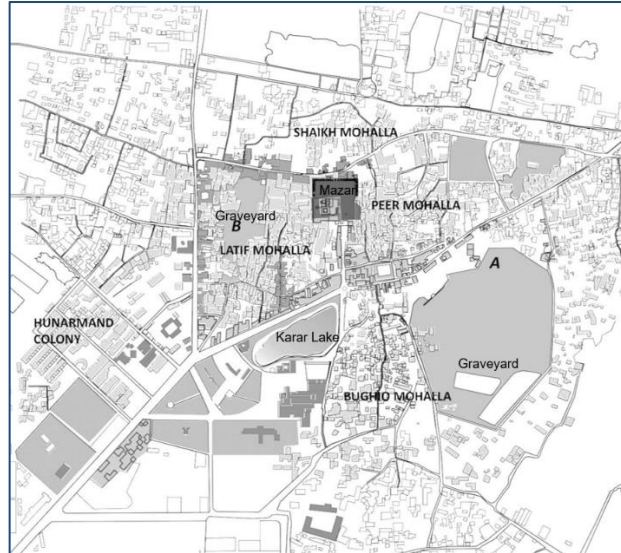 SHAIKH MOHALLA
Mazar
PEER MOHALLA
Graveyard
B
LATIF MOHALLA
A
HUNARMAND
COLONY
Karar Lake
Graveyard
BUGHIO MOHALLA